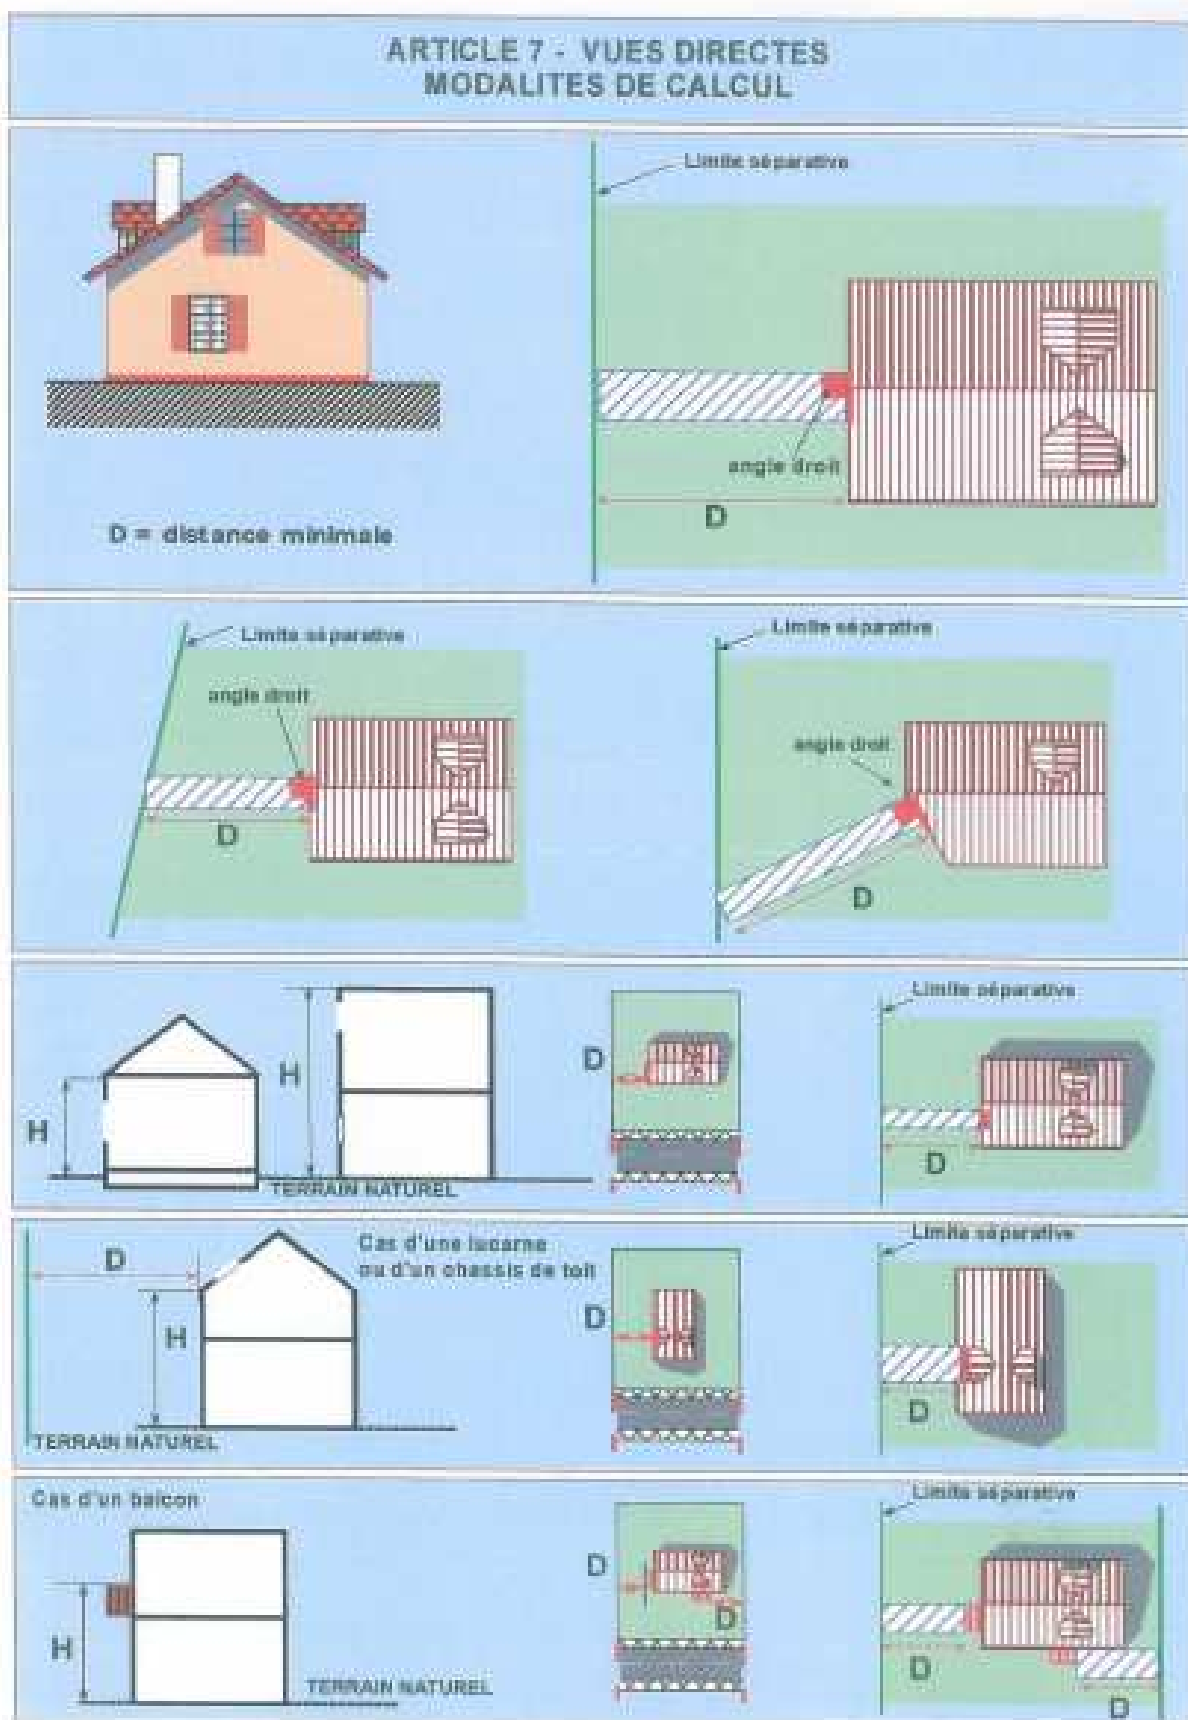 ARTICLE 7 - VUES DIRECTES
MODALITES DE CALCUL
Limite séparative
angle droit
D
D = distance minimale
Limite séparative
angle droit
D
Limite séparative
angle droit
D
H
H
TERRAIN NATUREL
D
Limite séparative
D
D
Cas d'une lucarne
ou d'un chassis de toit
H
TERRAIN NATUREL
D
Limite séparative
D
Cas d'un balcon
H
TERRAIN NATUREL
D
D
Limite séparative
D
D